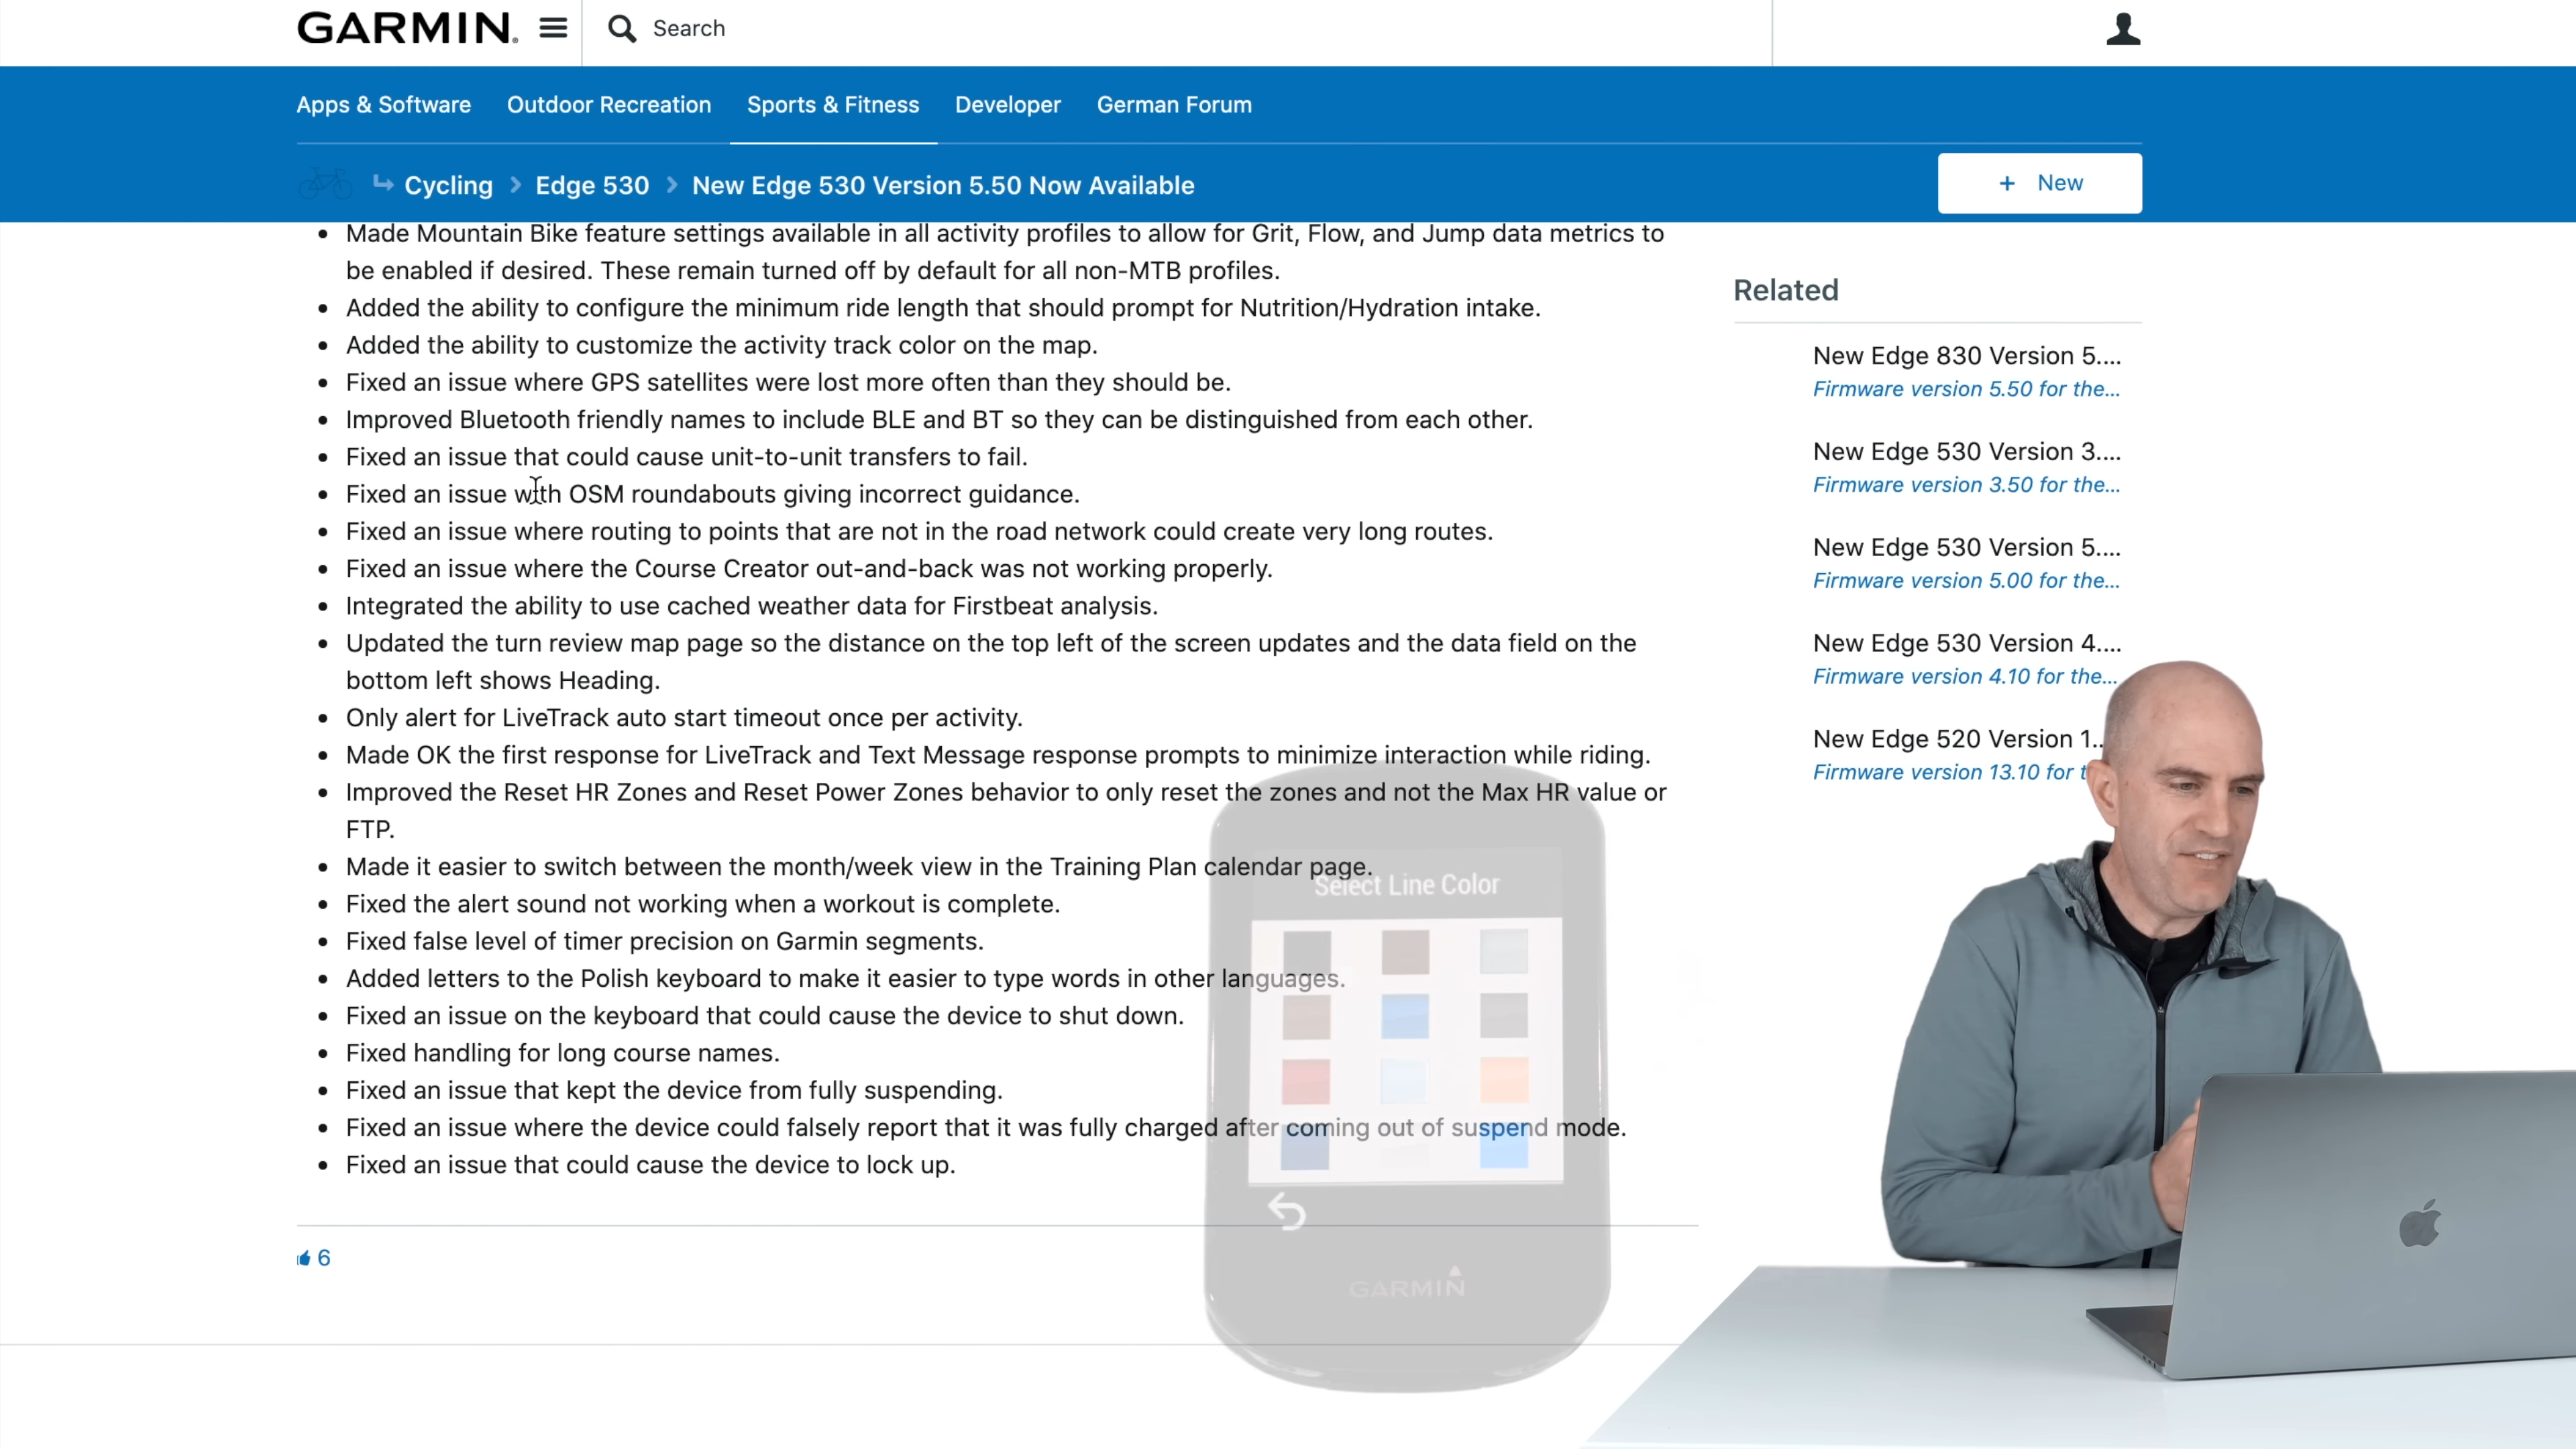 GARMIN
Search
Apps & Software
Outdoor Recreation
Sports & Fitness
Developer
German Forum
Cycling > Edge 530 > New Edge 530 Version 5.50 Now Available
+ New
• Made Mountain Bike feature settings available in all activity profiles to allow for Grit, Flow, and Jump data metrics to
be enabled if desired. These remain turned off by default for all non-MTB profiles.
• Added the ability to configure the minimum ride length that should prompt for Nutrition/Hydration intake.
• Added the ability to customize the activity track color on the map.
• Fixed an issue where GPS satellites were lost more often than they should be.
• Improved Bluetooth friendly names to include BLE and BT so they can be distinguished from each other.
• Fixed an issue that could cause unit-to-unit transfers to fail.
• Fixed an issue with OSM roundabouts giving incorrect guidance.
• Fixed an issue where routing to points that are not in the road network could create very long routes.
• Fixed an issue where the Course Creator out-and-back was not working properly.
• Integrated the ability to use cached weather data for Firstbeat analysis.
• Updated the turn review map page so the distance on the top left of the screen updates and the data field on the
bottom left shows Heading.
• Only alert for LiveTrack auto start timeout once per activity.
• Made OK the first response for LiveTrack and Text Message response prompts to minimize interaction while riding.
• Improved the Reset HR Zones and Reset Power Zones behavior to only reset the zones and not the Max HR value or
FTP.
• Made it easier to switch between the month/week view in the Training Plan calendar page.
• Fixed the alert sound not working when a workout is complete.
• Fixed false level of timer precision on Garmin segments.
• Added letters to the Polish keyboard to make it easier to type words in other languages.
• Fixed an issue on the keyboard that could cause the device to shut down.
• Fixed handling for long course names.
• Fixed an issue that kept the device from fully suspending.
• Fixed an issue where the device could falsely report that it was fully charged after coming out of suspend mode.
• Fixed an issue that could cause the device to lock up.
6
Related
New Edge 830 Version 5....
Firmware version 5.50 for the...
New Edge 530 Version 3....
Firmware version 3.50 for the...
New Edge 530 Version 5....
Firmware version 5.00 for the...
New Edge 530 Version 4....
Firmware version 4.10 for the...
New Edge 520 Version 1..
Firmware version 13.10 for t
Select Line Color
GARMIN